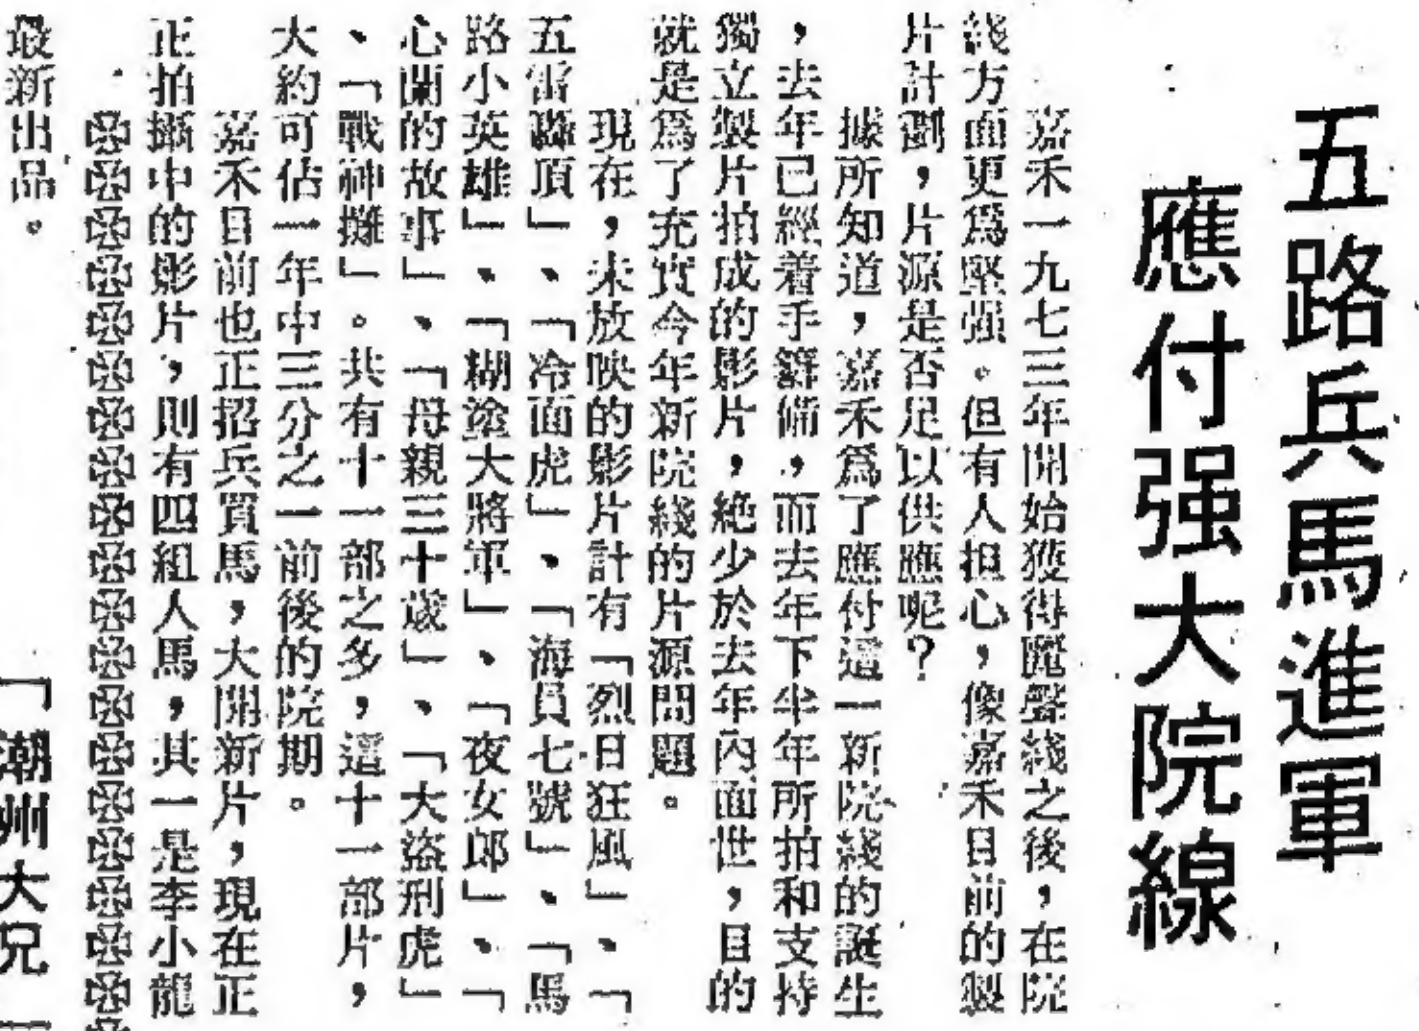 五路兵馬進軍
應付强大院線
嘉禾一九七三年開始獲得麗聲綫之後，在院
綫方面更爲堅强。但有人担心，像嘉禾目前的製
片計劃，片源是否足以供應呢？
據所知道，嘉禾爲了應付這一新院綫的誕生
，去年已經着手籌備，而去年下半年所拍和支持
獨立製片拍成的影片，絶少於去年內面世，目的
就是爲了充實今年新院綫的片源問題。
現在，未放映的影片計有「烈日狂風」、「
五雷轟頂」、「冷面虎」、「海員七號」、「馬
路小英雄」、「糊塗大將軍」、「夜女郎」、「
心蘭的故事」、「母親三十歲」、「大盜刑虎」
、「戰神灘」。共有十一部之多，這十一部片，
大約可佔一年中三分之一前後的院期。
嘉禾目前也正招兵買馬，大開新片，現在正
正拍攝中的影片，則有四組人馬，其一是李小龍
「潮州大兄
最新出品。